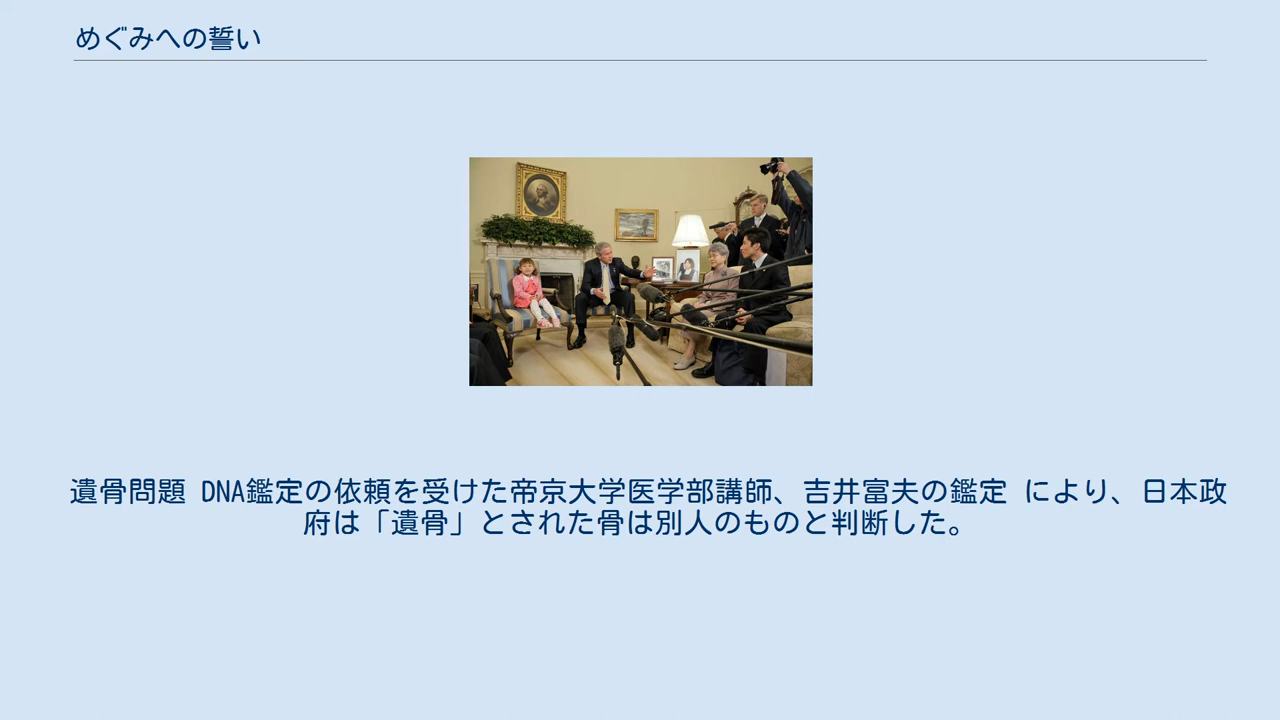 めぐみへの誓い
遺骨問題 DNA鑑定の依頼を受けた帝京大学医学部講師、吉井富夫の鑑定 により、日本政
府は「遺骨」とされた骨は別人のものと判断した。